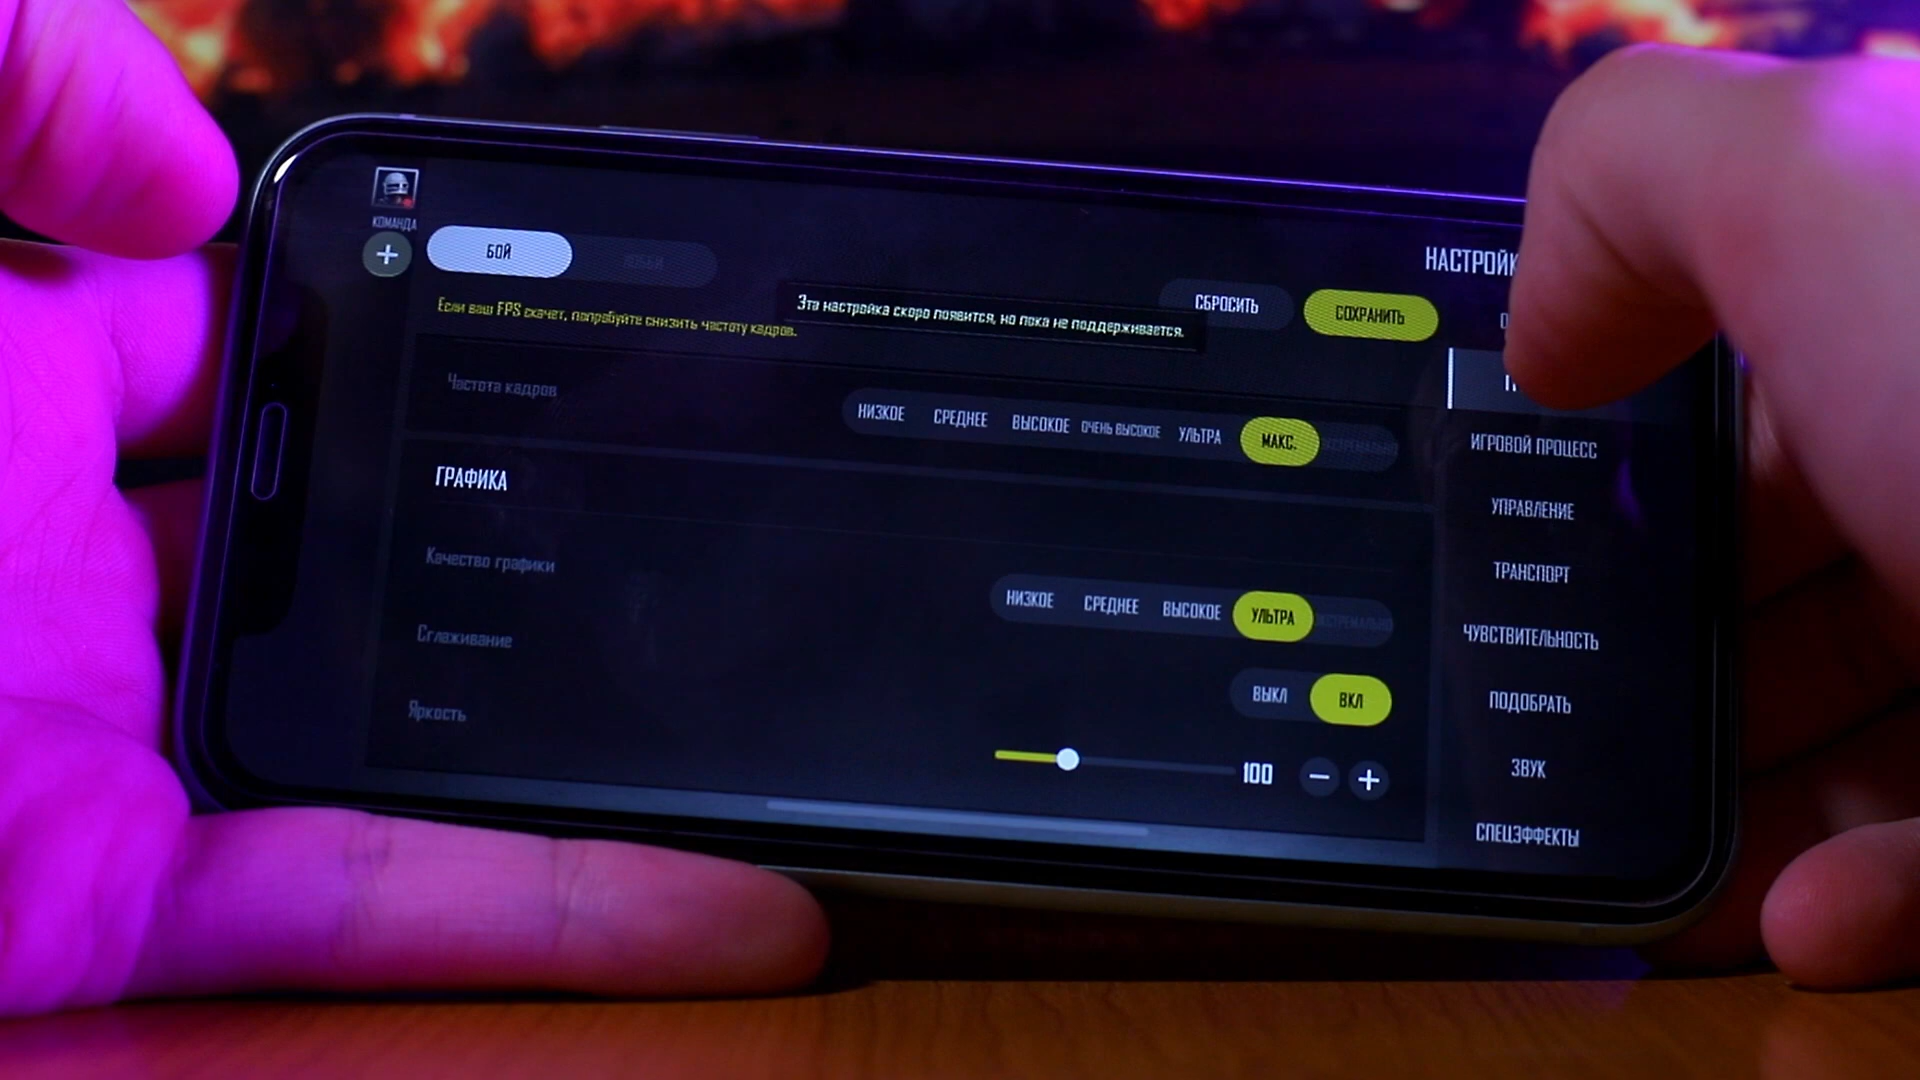 КОМАНДА
БОЙ
ЛОББИ
НАСТРОЙК
Если ваш FPS скачет, попробуйте снизить частоту кадров.
Эта настройка скоро появится, но пока не поддерживается.
СБРОСИТЬ
СОХРАНИТЬ
Частота кадров
НИЗКОЕ СРЕДНЕЕ ВЫСОКОЕ ОЧЕНЬ ВЫСОКОЕ УЛЬТРА МАКС.
ГРАФИКА
Качество графики
НИЗКОЕ СРЕДНЕЕ ВЫСОКОЕ УЛЬТРА
Сглаживание
ВЫКЛ ВКЛ
Яркость
100
ИГРОВОЙ ПРОЦЕСС
УПРАВЛЕНИЕ
ТРАНСПОРТ
ЧУВСТВИТЕЛЬНОСТЬ
ПОДОБРАТЬ
ЗВУК
СПЕЦЭФФЕКТЫ